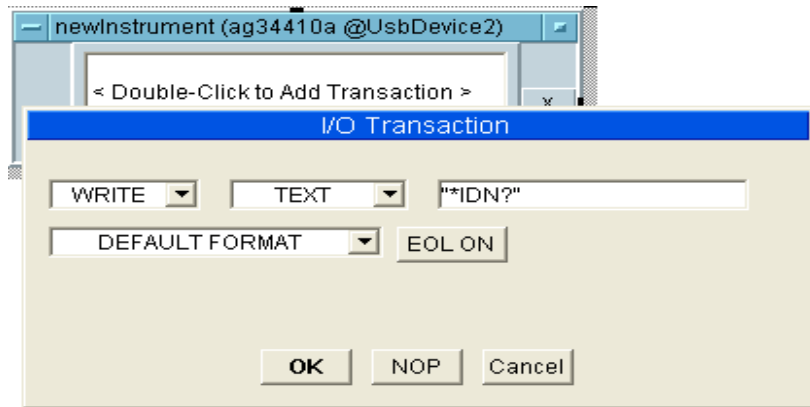 newInstrument (ag34410a @UsbDevice2)
< Double-Click to Add Transaction >
x
I/O Transaction
WRITE TEXT "*IDN?"
DEFAULT FORMAT EOL ON
OK NOP Cancel